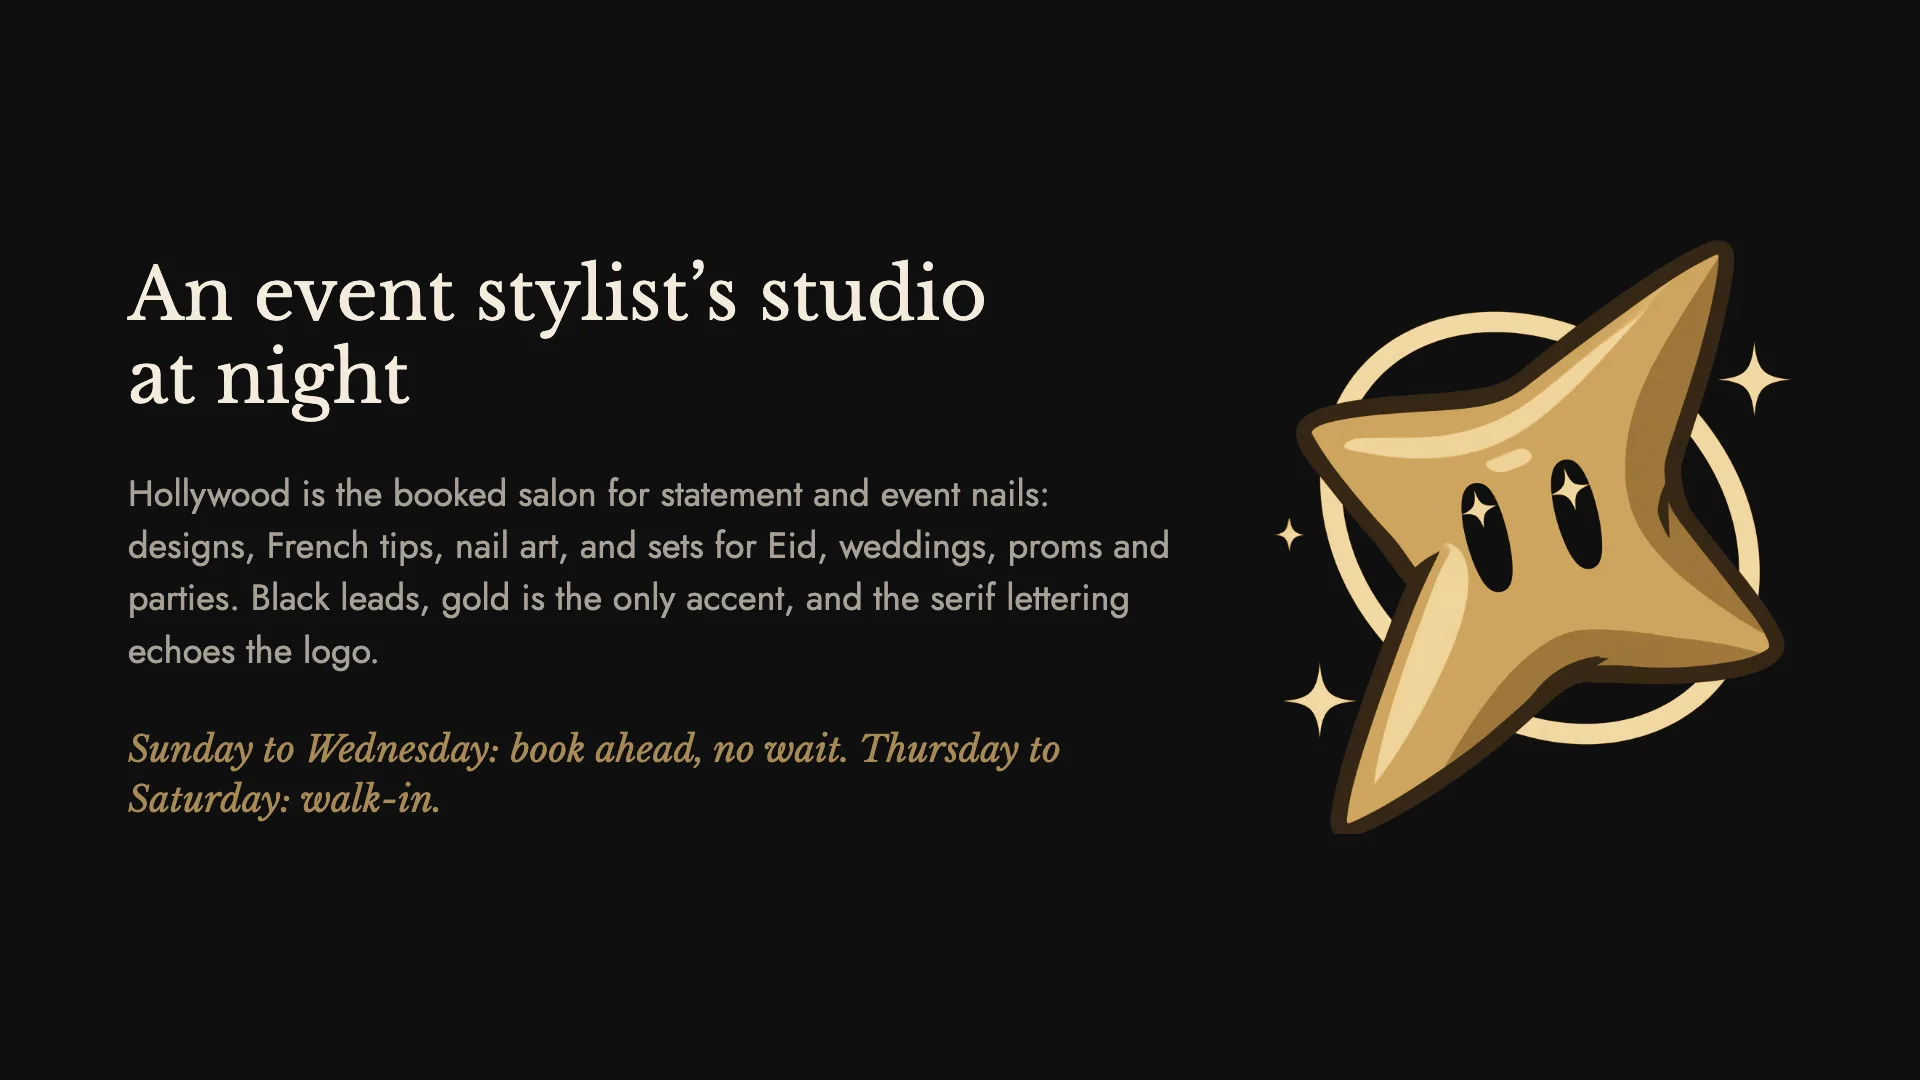 An event stylist’s studio
at night
Hollywood is the booked salon for statement and event nails:
designs, French tips, nail art, and sets for Eid, weddings, proms and
parties. Black leads, gold is the only accent, and the serif lettering
echoes the logo.
Sunday to Wednesday: book ahead, no wait. Thursday to
Saturday: walk-in.